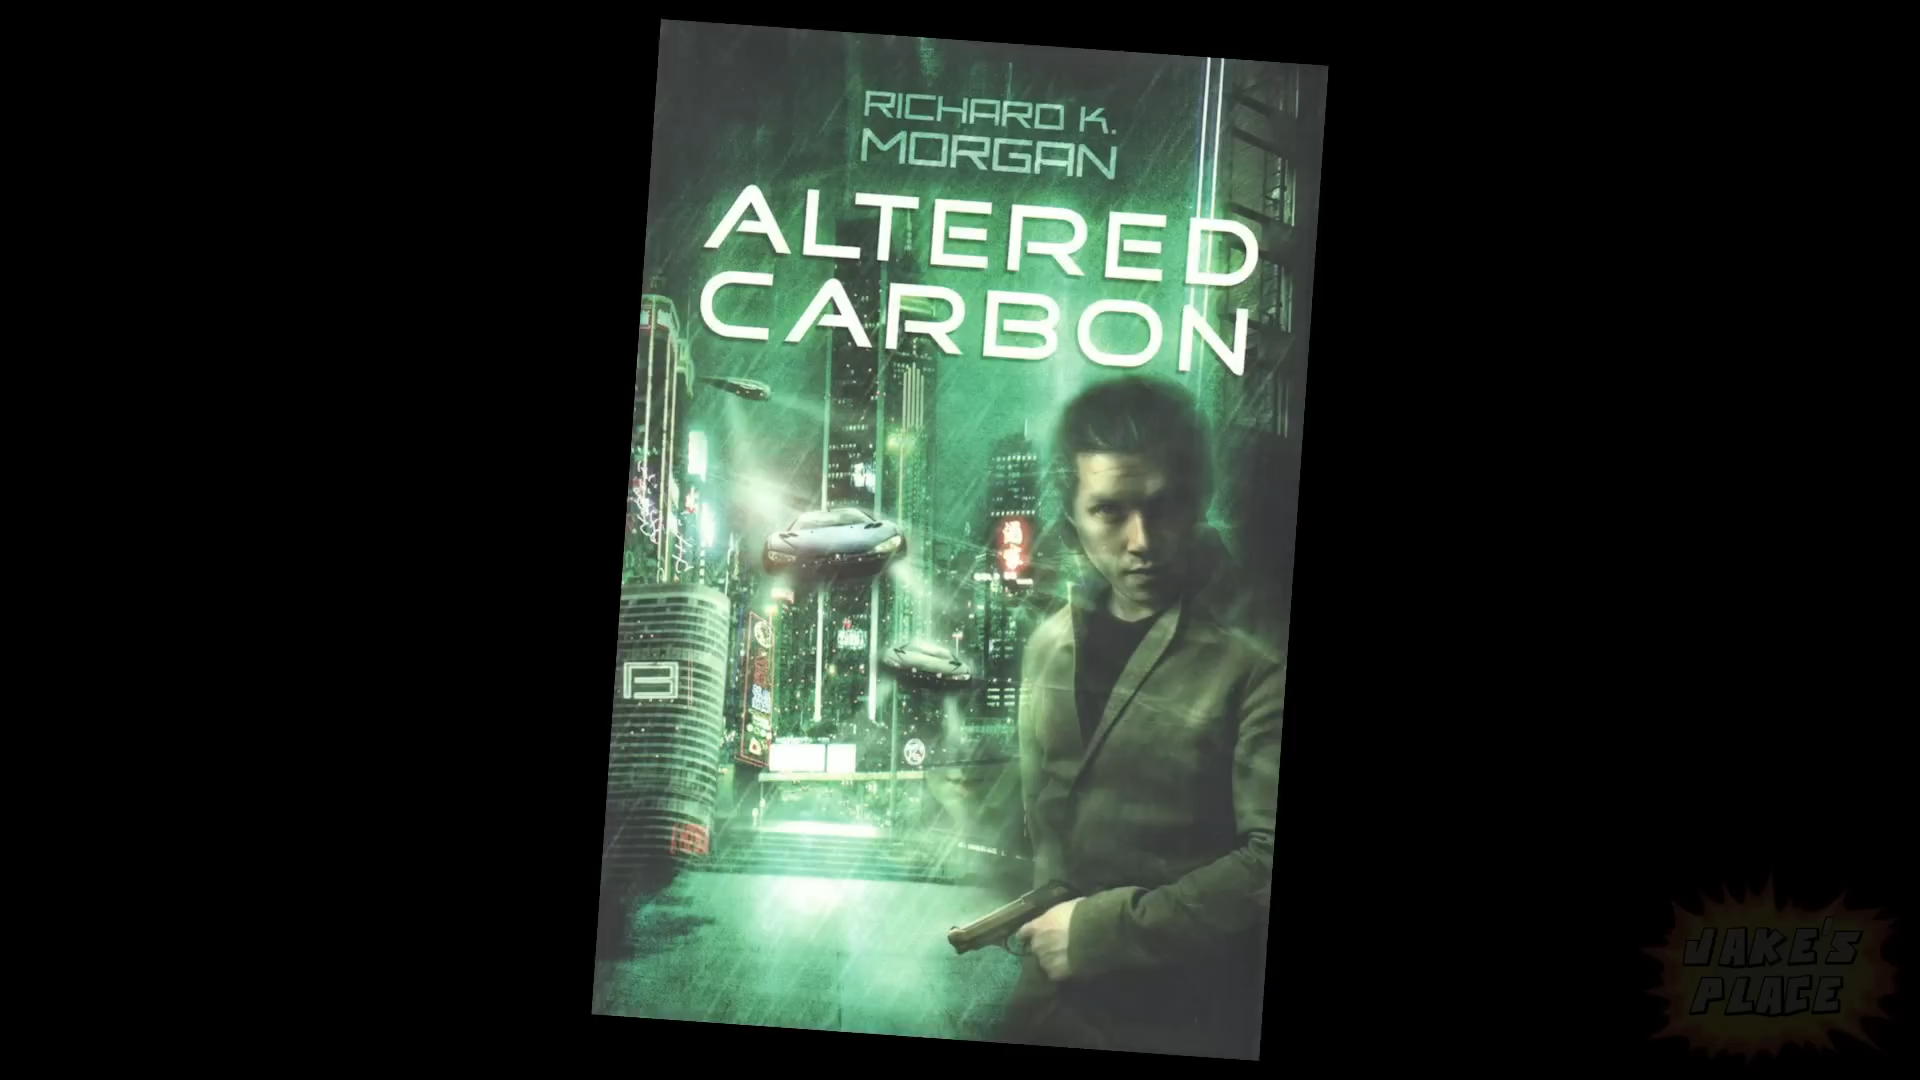 RICHARD K.
MORGAN
ALTERED
CARBON
B
JAKE'S
PLACE